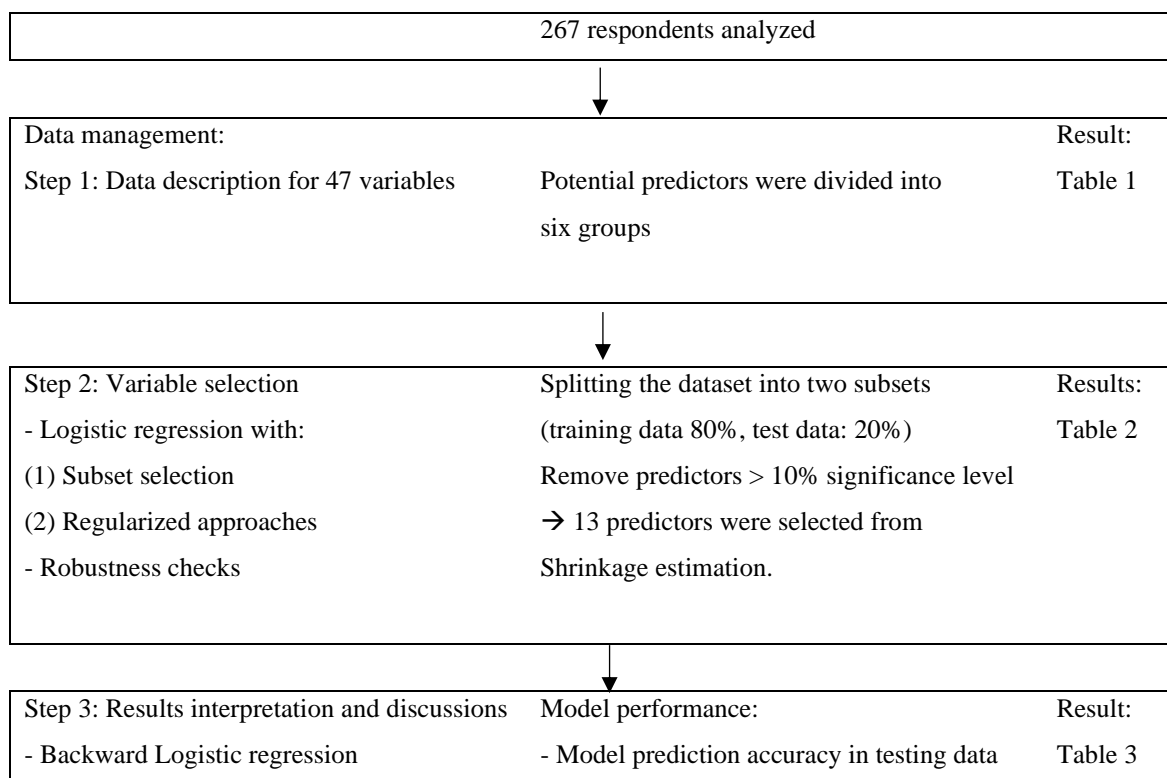 267 respondents analyzed
Data management: Result:
Step 1: Data description for 47 variables Potential predictors were divided into Table 1
six groups
Step 2: Variable selection Splitting the dataset into two subsets Results:
- Logistic regression with: (training data 80%, test data: 20%) Table 2
(1) Subset selection Remove predictors > 10% significance level
(2) Regularized approaches → 13 predictors were selected from
- Robustness checks Shrinkage estimation.
Step 3: Results interpretation and discussions Model performance: Result:
- Backward Logistic regression - Model prediction accuracy in testing data Table 3